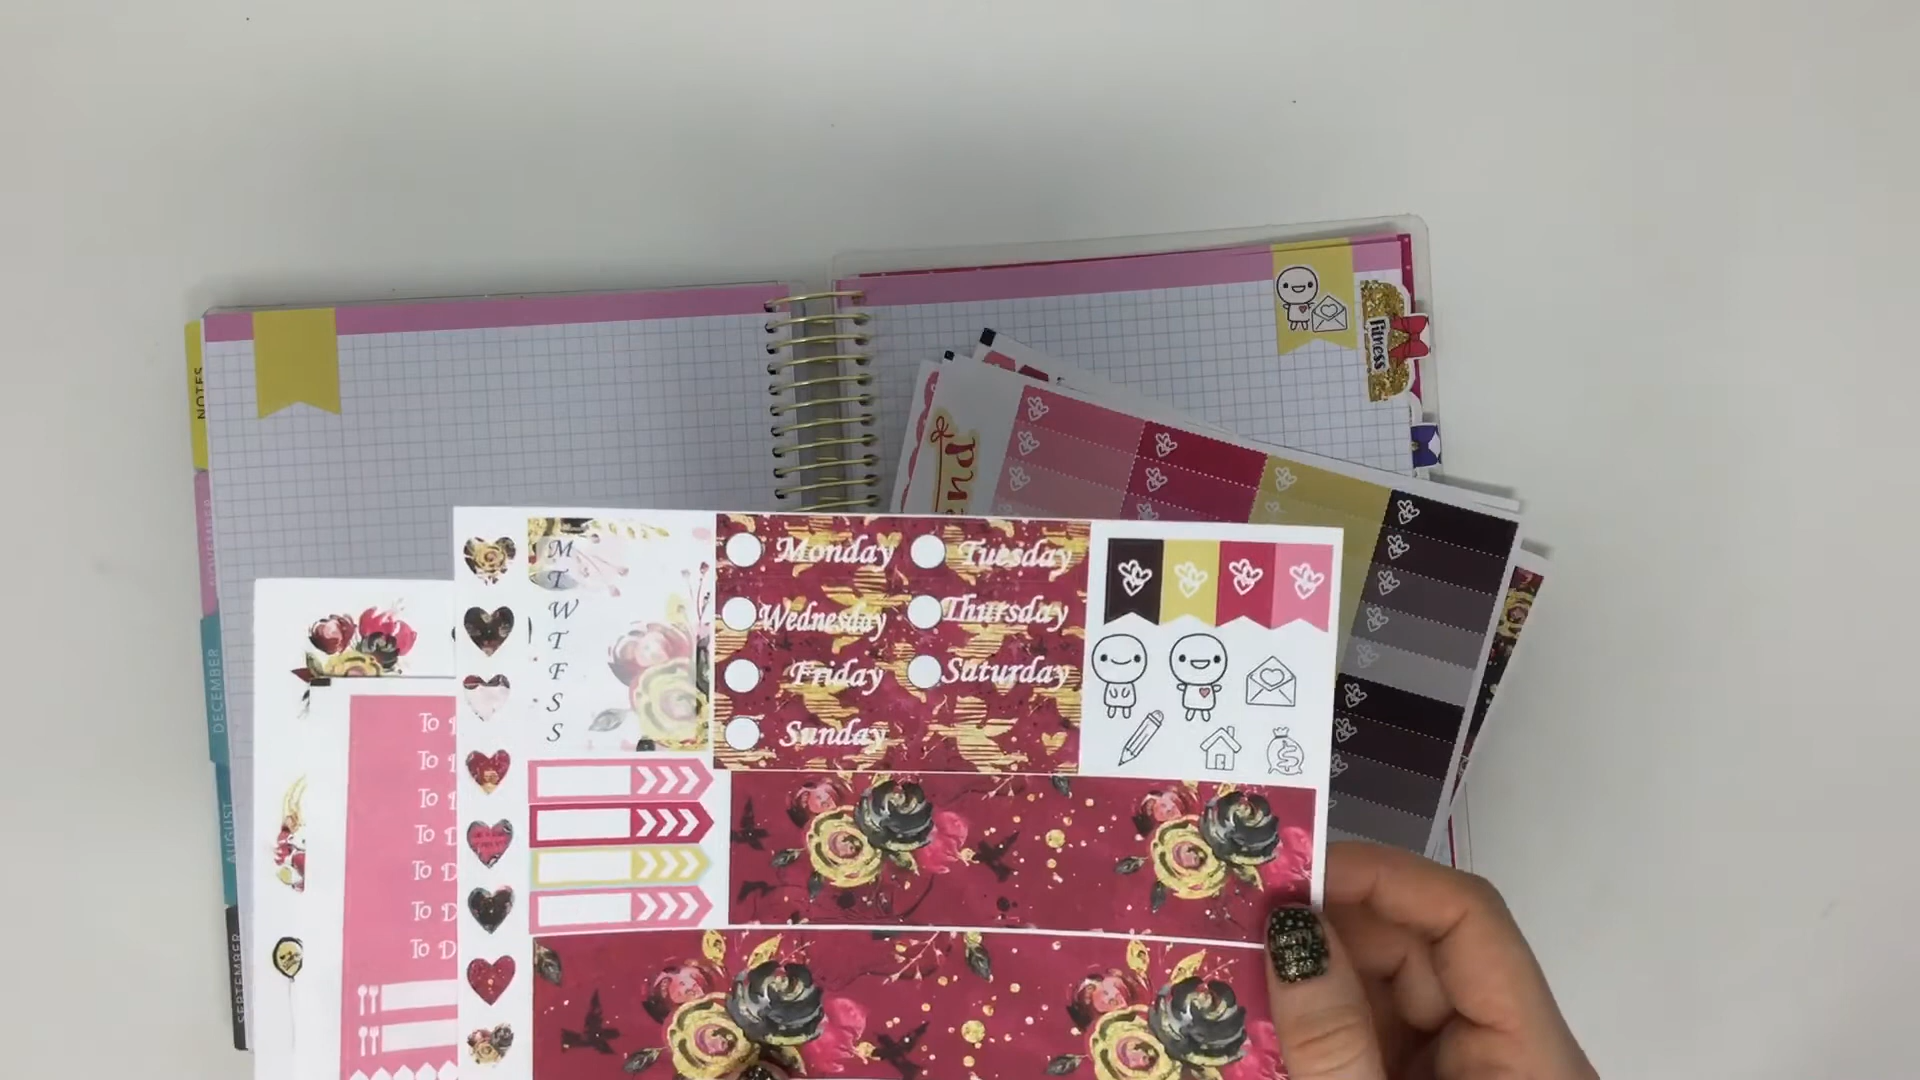 NOTES
DECEMBER
AUGUST
SEPTEMBER
Fitness
M
T
W
T
F
S
S
Monday
Tuesday
Wednesday
Thursday
Friday
Saturday
Sunday
To
To
To
To
To
To
To
$